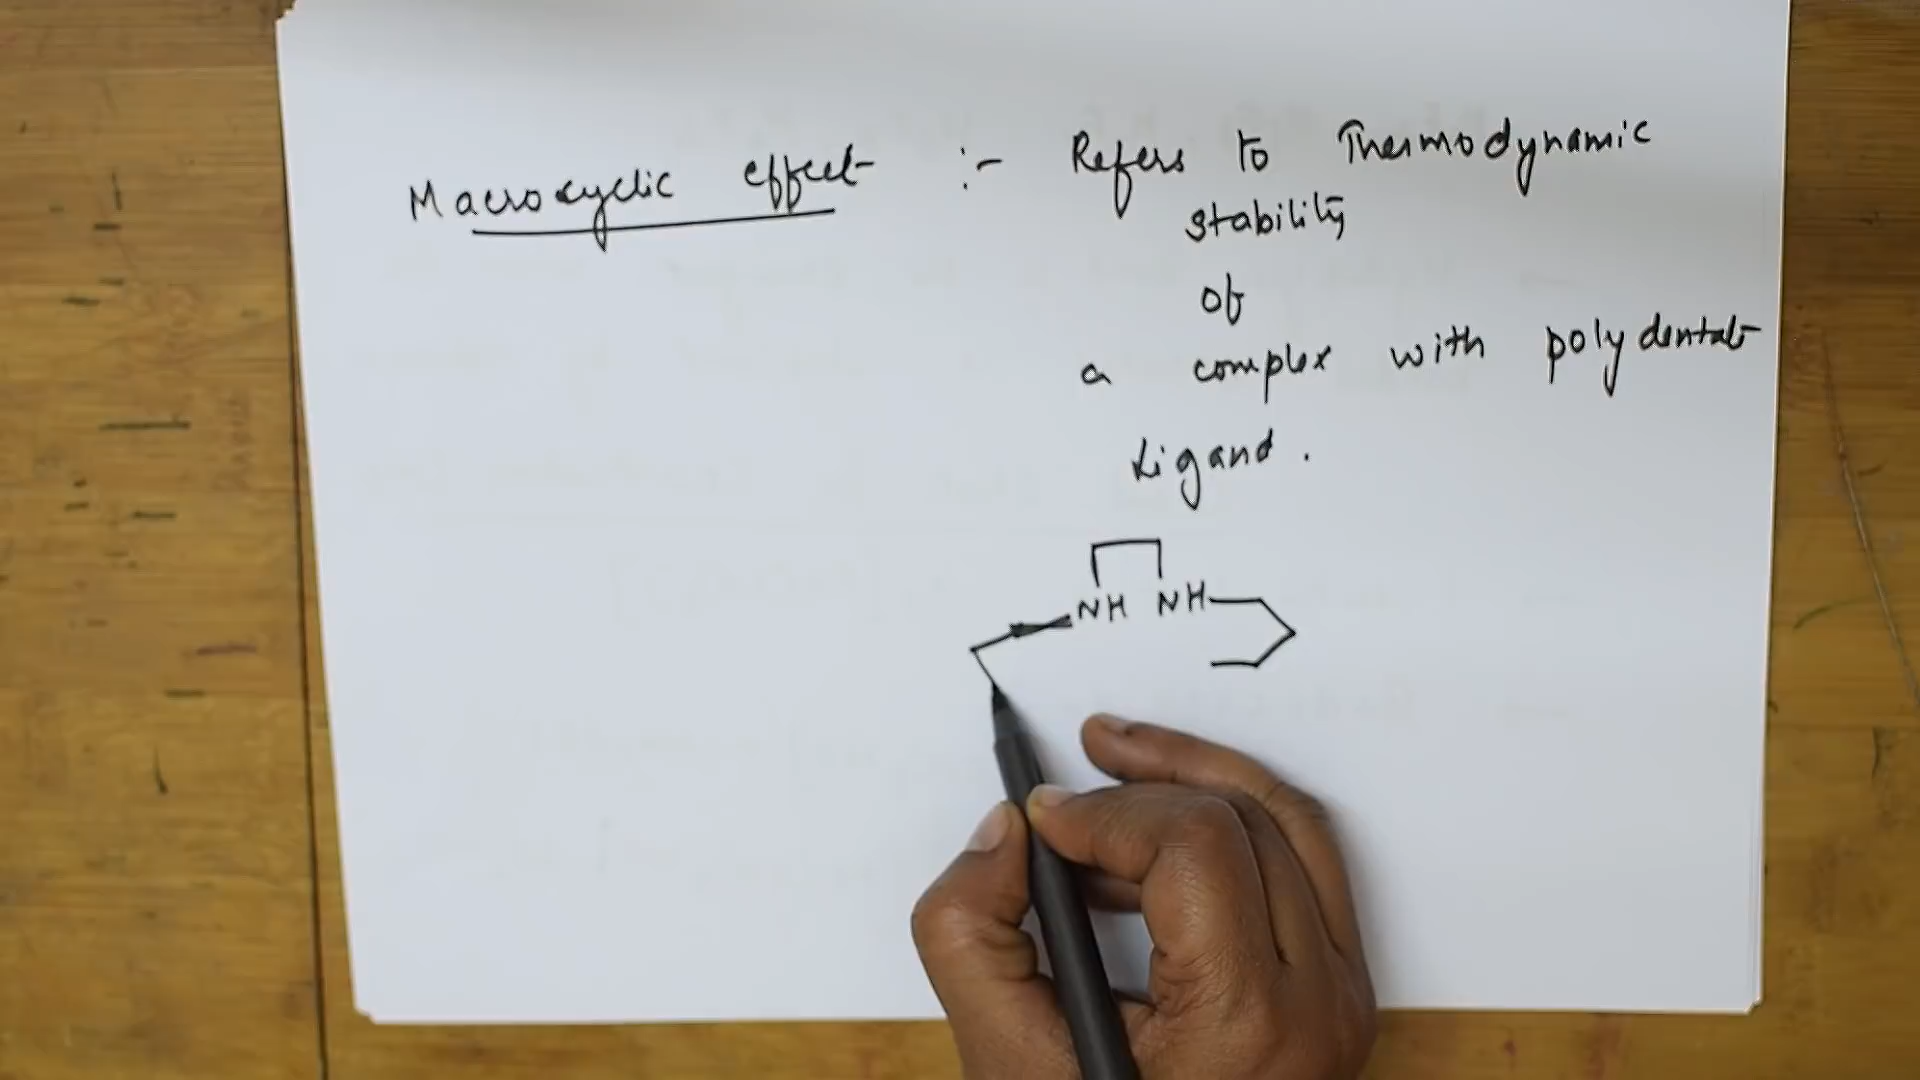 Macrocyclic effect :- Refers to Thermodynamic
stability
of
a complex with polydentate
Ligand.
NH NH